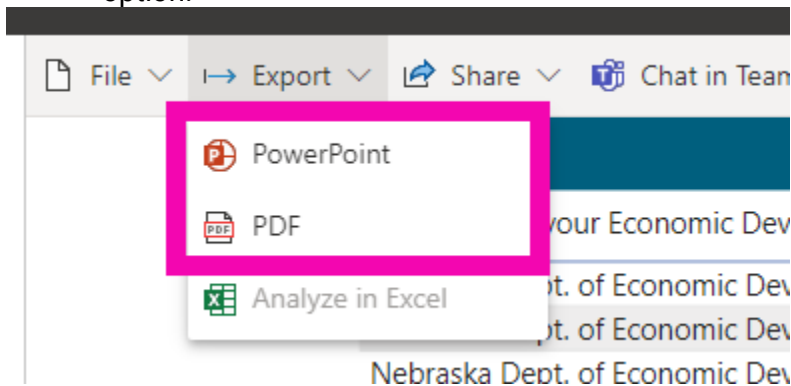 option.
File Export Share Chat in Team
PowerPoint
PDF
your Economic Dev
Analyze in Excel
pt. of Economic Dev
pt. of Economic Dev
Nebraska Dept. of Economic Dev